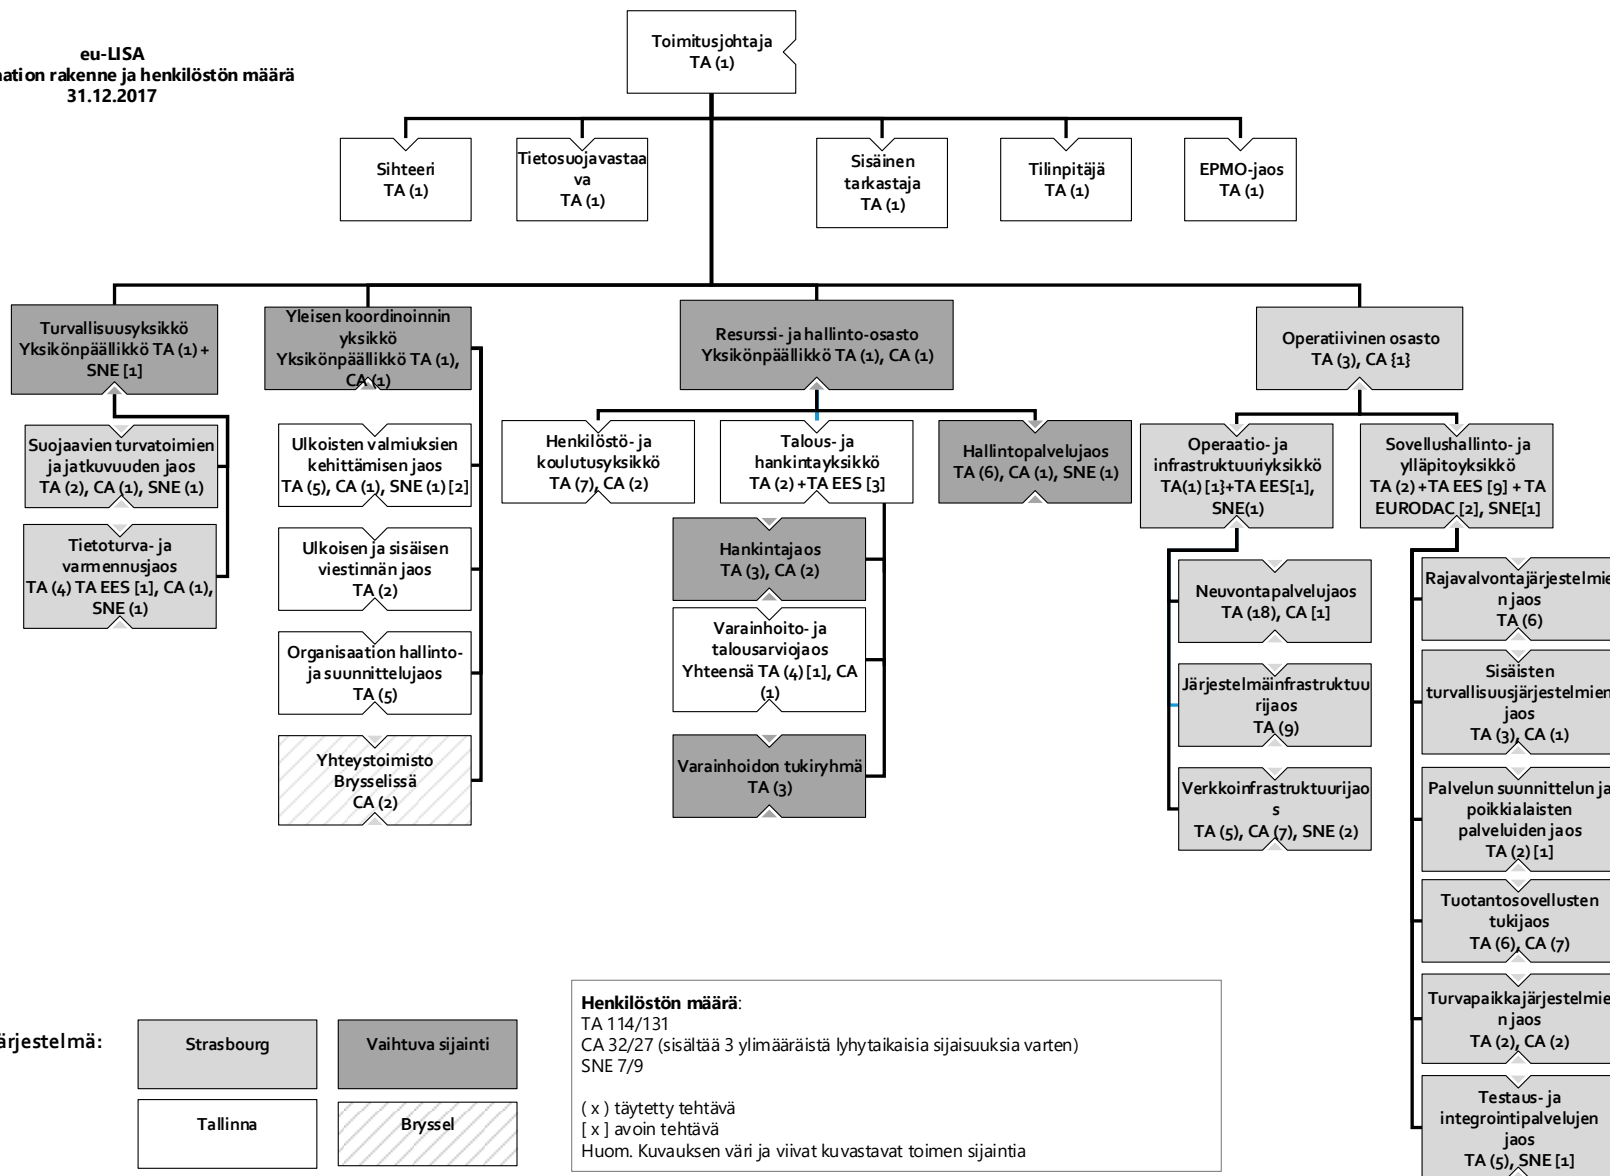 eu-LISA
ation rakenne ja henkilöstön määrä
31.12.2017
Toimitusjohtaja
TA (1)
Sihteeri
TA (1)
Tietosuojavastaa
va
TA (1)
Sisäinen
tarkastaja
TA (1)
Tilinpitäjä
TA (1)
EPMO-jaos
TA (1)
Turvallisuusyksikkö
Yksikönpäällikkö TA (1) +
SNE [1]
Yleisen koordinoinnin
yksikkö
Yksikönpäällikkö TA (1),
CA (1)
Resurssi- ja hallinto-osasto
Yksikönpäällikkö TA (1), CA (1)
Operatiivinen osasto
TA (3), CA {1}
Suojaavien turvatoimien
ja jatkuvuuden jaos
TA (2), CA (1), SNE (1)
Tietoturva- ja
varmennusjaos
TA (4) TA EES [1], CA (1),
SNE (1)
Ulkoisten valmiuksien
kehittämisen jaos
TA (5), CA (1), SNE (1) [2]
Ulkoisen ja sisäisen
viestinnän jaos
TA (2)
Organisaation hallinto-
ja suunnittelujaos
TA (5)
Yhteystoimisto
Brysselissä
CA (2)
Henkilöstö- ja
koulutusyksikkö
TA (7), CA (2)
Talous- ja
hankintayksikkö
TA (2) +TA EES [3]
Hallintopalvelujaos
TA (6), CA (1), SNE (1)
Hankintajaos
TA (3), CA (2)
Varainhoito- ja
talousarviojaos
Yhteensä TA (4) [1], CA
(1)
Varainhoidon tukiryhmä
TA (3)
Operaatio- ja
infrastruktuuriyksikkö
TA(1) [1}+TA EES[1],
SNE(1)
Sovellushallinto- ja
ylläpitoyksikkö
TA (2) +TA EES [9] + TA
EURODAC [2], SNE[1]
Neuvontapalvelujaos
TA (18), CA [1]
Järjestelmäinfrastruktuu
rijaos
TA (9)
Verkkoinfrastruktuurijao
s
TA (5), CA (7), SNE (2)
Rajavalvontajärjestelmie
n jaos
TA (6)
Sisäisten
turvallisuusjärjestelmien
jaos
TA (3), CA (1)
Palvelun suunnittelun ja
poikkialaisten
palveluiden jaos
TA (2) [1]
Tuotantosovellusten
tukijaos
TA (6), CA (7)
Turvapaikkajärjestelmie
n jaos
TA (2), CA (2)
Testaus- ja
integrointipalvelujen
jaos
TA (5), SNE [1]
ärjestelmä:
Strasbourg
Vaihtuva sijainti
Tallinna
Bryssel
Henkilöstön määrä:
TA 114/131
CA 32/27 (sisältää 3 ylimääräistä lyhytaikaisia sijaisuuksia varten)
SNE 7/9
( x ) täytetty tehtävä
[ x ] avoin tehtävä
Huom. Kuvauksen väri ja viivat kuvastavat toimen sijaintia